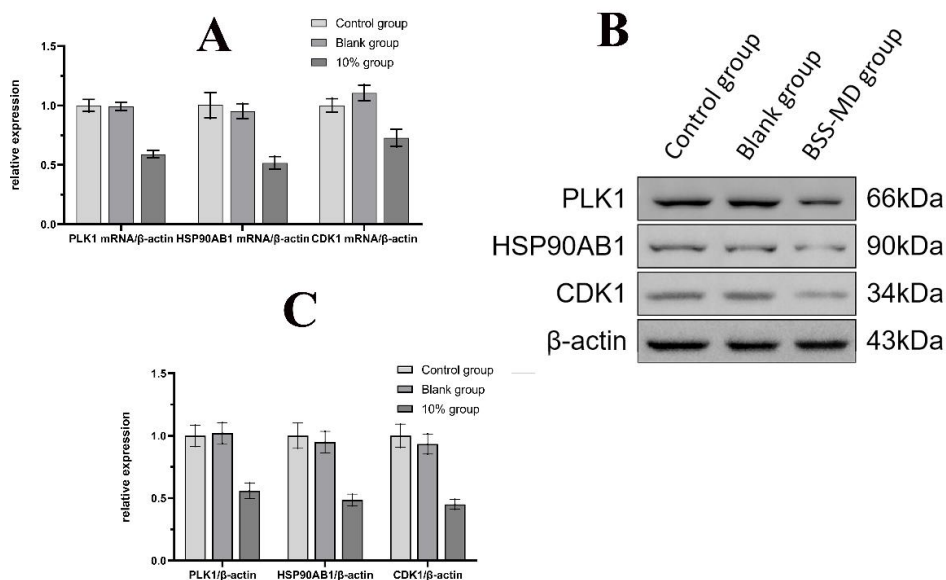 A
Control group
Blank group
10% group
1.5
1.0
0.5
0.0
relative expression
PLK1 mRNA/β-actin HSP90AB1 mRNA/β-actin CDK1 mRNA/β-actin
B
Control group
Blank group
BSS-MD group
PLK1 66kDa
HSP90AB1 90kDa
CDK1 34kDa
β-actin 43kDa
C
Control group
Blank group
10% group
1.5
1.0
0.5
0.0
relative expression
PLK1/β-actin HSP90AB1/β-actin CDK1/β-actin